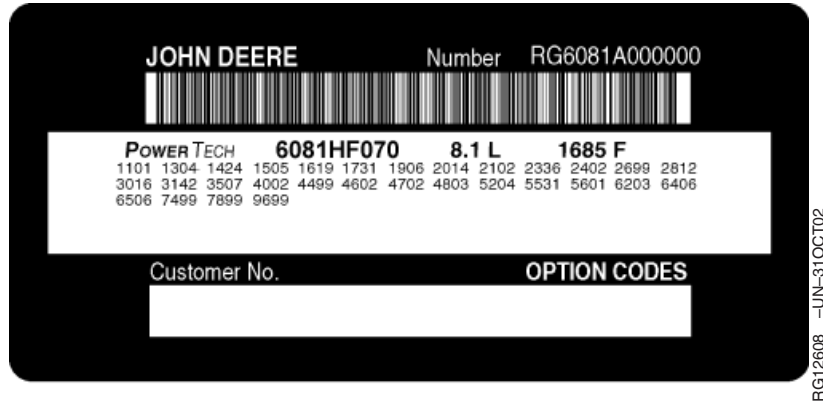 JOHN DEERE Number RG6081A000000
POWERTECH 6081HF070 8.1 L 1685 F
1101 1304 1424 1505 1619 1731 1906 2014 2102 2336 2402 2699 2812
3016 3142 3507 4002 4499 4602 4702 4803 5204 5531 5601 6203 6406
6506 7499 7899 9699
Customer No. OPTION CODES
RG12608 –UN–31OCT02